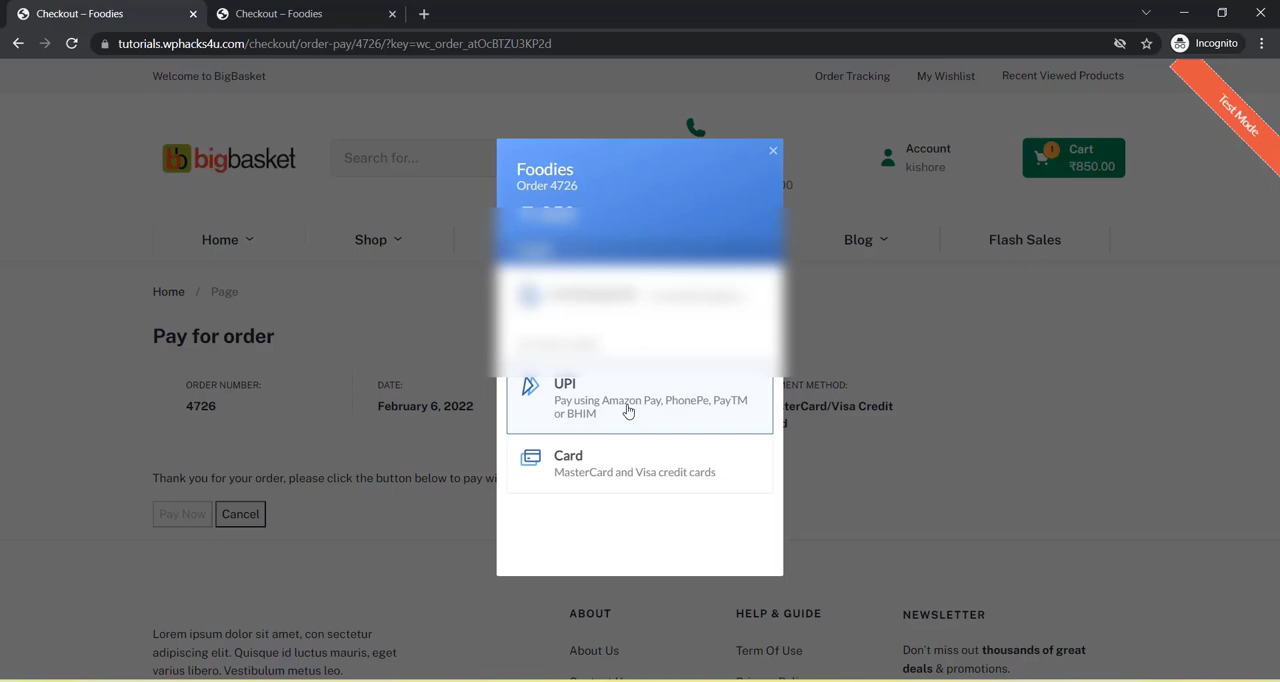 Checkout – Foodies
Checkout – Foodies
tutorials.wphacks4u.com/checkout/order-pay/4726/?key=wc_order_atOcBTZU3KP2d
Incognito
Welcome to BigBasket
Order Tracking
My Wishlist
Recent Viewed Products
Test Mode
bb bigbasket
Search for...
Account
kishore
1
Cart
₹850.00
Home
Shop
Blog
Flash Sales
Home / Page
Pay for order
ORDER NUMBER:
4726
DATE:
February 6, 2022
MENT METHOD:
terCard/Visa Credit
d
Thank you for your order, please click the button below to pay wi
Pay Now
Cancel
Foodies
Order 4726
UPI
Pay using Amazon Pay, PhonePe, PayTM
or BHIM
Card
MasterCard and Visa credit cards
Lorem ipsum dolor sit amet, con sectetur
adipiscing elit. Quisque id luctus mauris, eget
varius libero. Vestibulum metus leo.
ABOUT
About Us
HELP & GUIDE
Term Of Use
NEWSLETTER
Don't miss out thousands of great
deals & promotions.